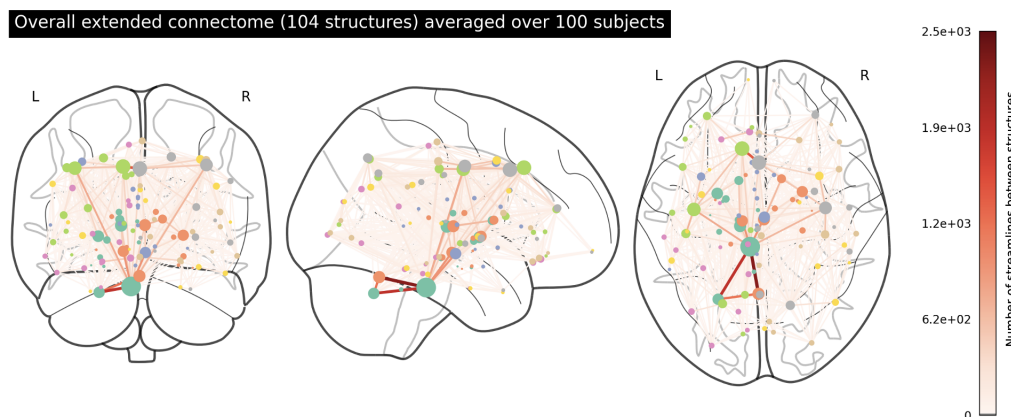 Overall extended connectome (104 structures) averaged over 100 subjects
L
R
L
R
2.5e+03
1.9e+03
1.2e+03
6.2e+02
0
Number of streamlines between structures